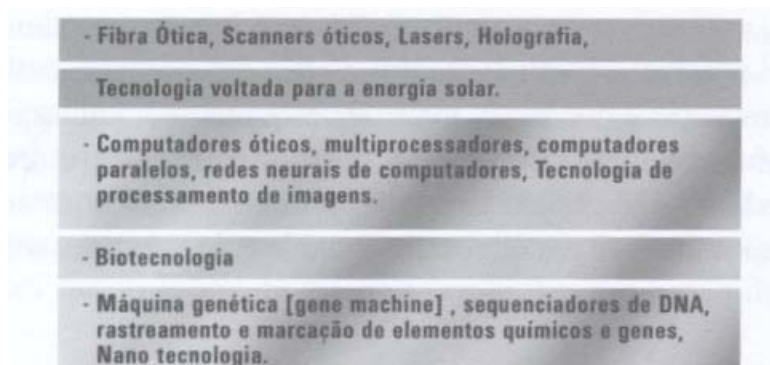 - Fibra Ótica, Scanners óticos, Lasers, Holografia,
Tecnologia voltada para a energia solar.
- Computadores óticos, multiprocessadores, computadores
paralelos, redes neurais de computadores, Tecnologia de
processamento de imagens.
- Biotecnologia
- Máquina genética [gene machine] , sequenciadores de DNA,
rastreamento e marcação de elementos químicos e genes,
Nano tecnologia.